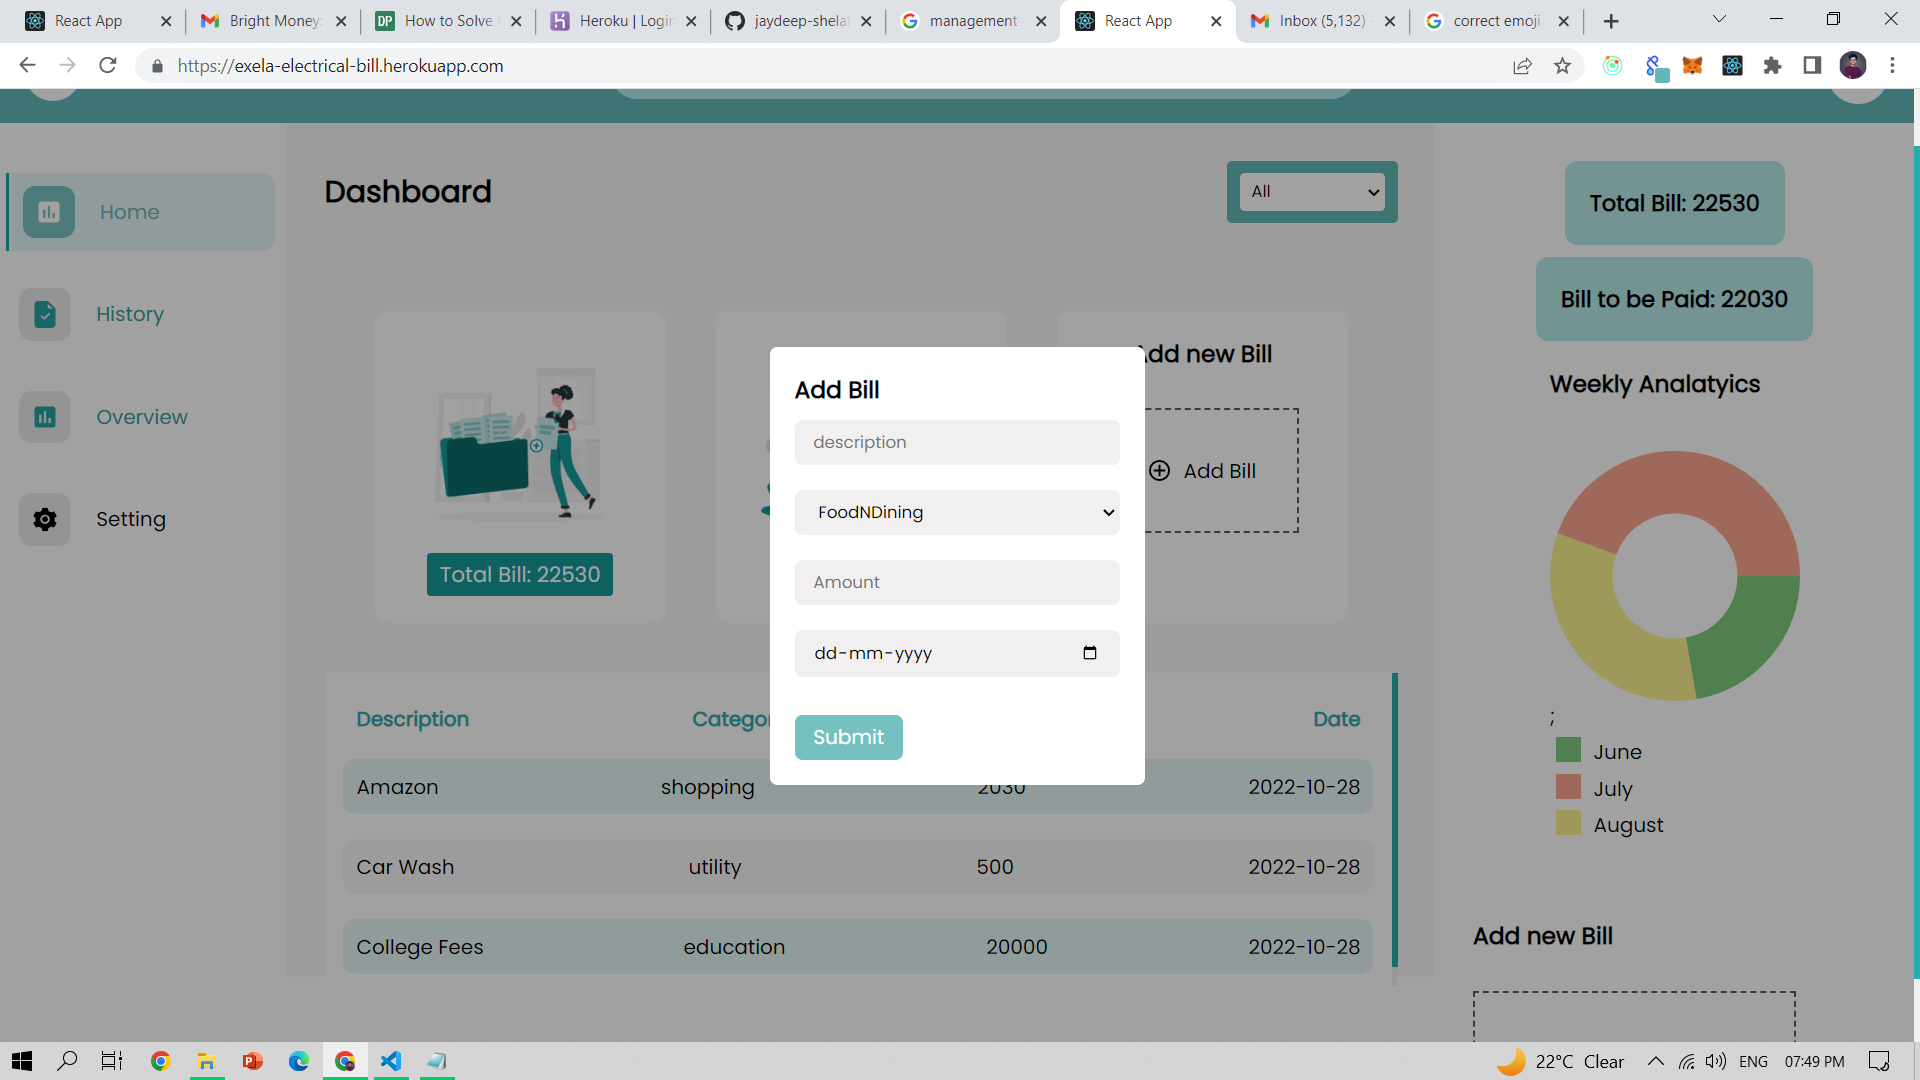 React App
Bright Money:
How to Solve
Heroku | Login
jaydeep-shela
management
React App
Inbox (5,132)
correct emoji
https://exela-electrical-bill.herokuapp.com
Home
History
Overview
Setting
Dashboard
All
Total Bill: 22530
Add new Bill
Add Bill
Add Bill
description
FoodNDining
Amount
dd-mm-yyyy
Submit
Description Date
Amazon shopping 2030 2022-10-28
Car Wash utility 500 2022-10-28
College Fees education 20000 2022-10-28
Total Bill: 22530
Bill to be Paid: 22030
Weekly Analatyics
;
June
July
August
Add new Bill
22°C Clear
ENG
07:49 PM